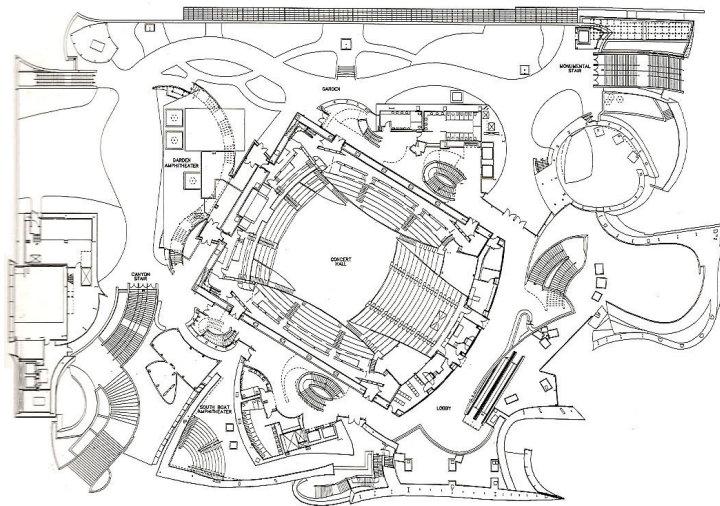 MONUMENTAL
STAIR
GARDEN
GARDEN
AMPHITHEATER
CONCERT
HALL
CANYON
STAIR
SOUTH BOAT
AMPHITHEATER
LOBBY